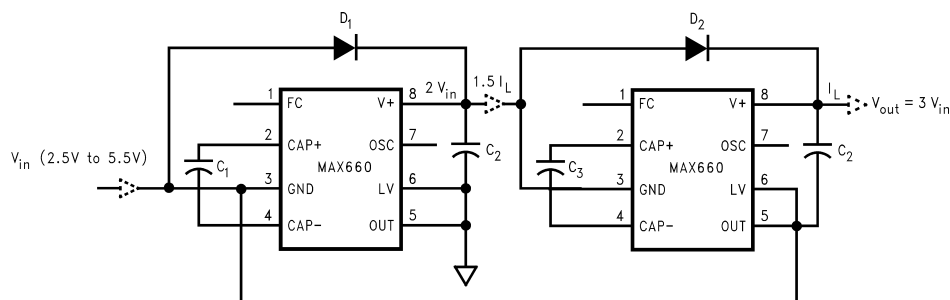 D1
D2
Vin (2.5V to 5.5V)
1
FC
2
CAP+
3
GND
4
CAP-
MAX660
8
V+
7
OSC
6
LV
5
OUT
C1
2 Vin
1.5 IL
C2
1
FC
2
CAP+
3
GND
4
CAP-
MAX660
8
V+
7
OSC
6
LV
5
OUT
C3
IL
Vout = 3 Vin
C2